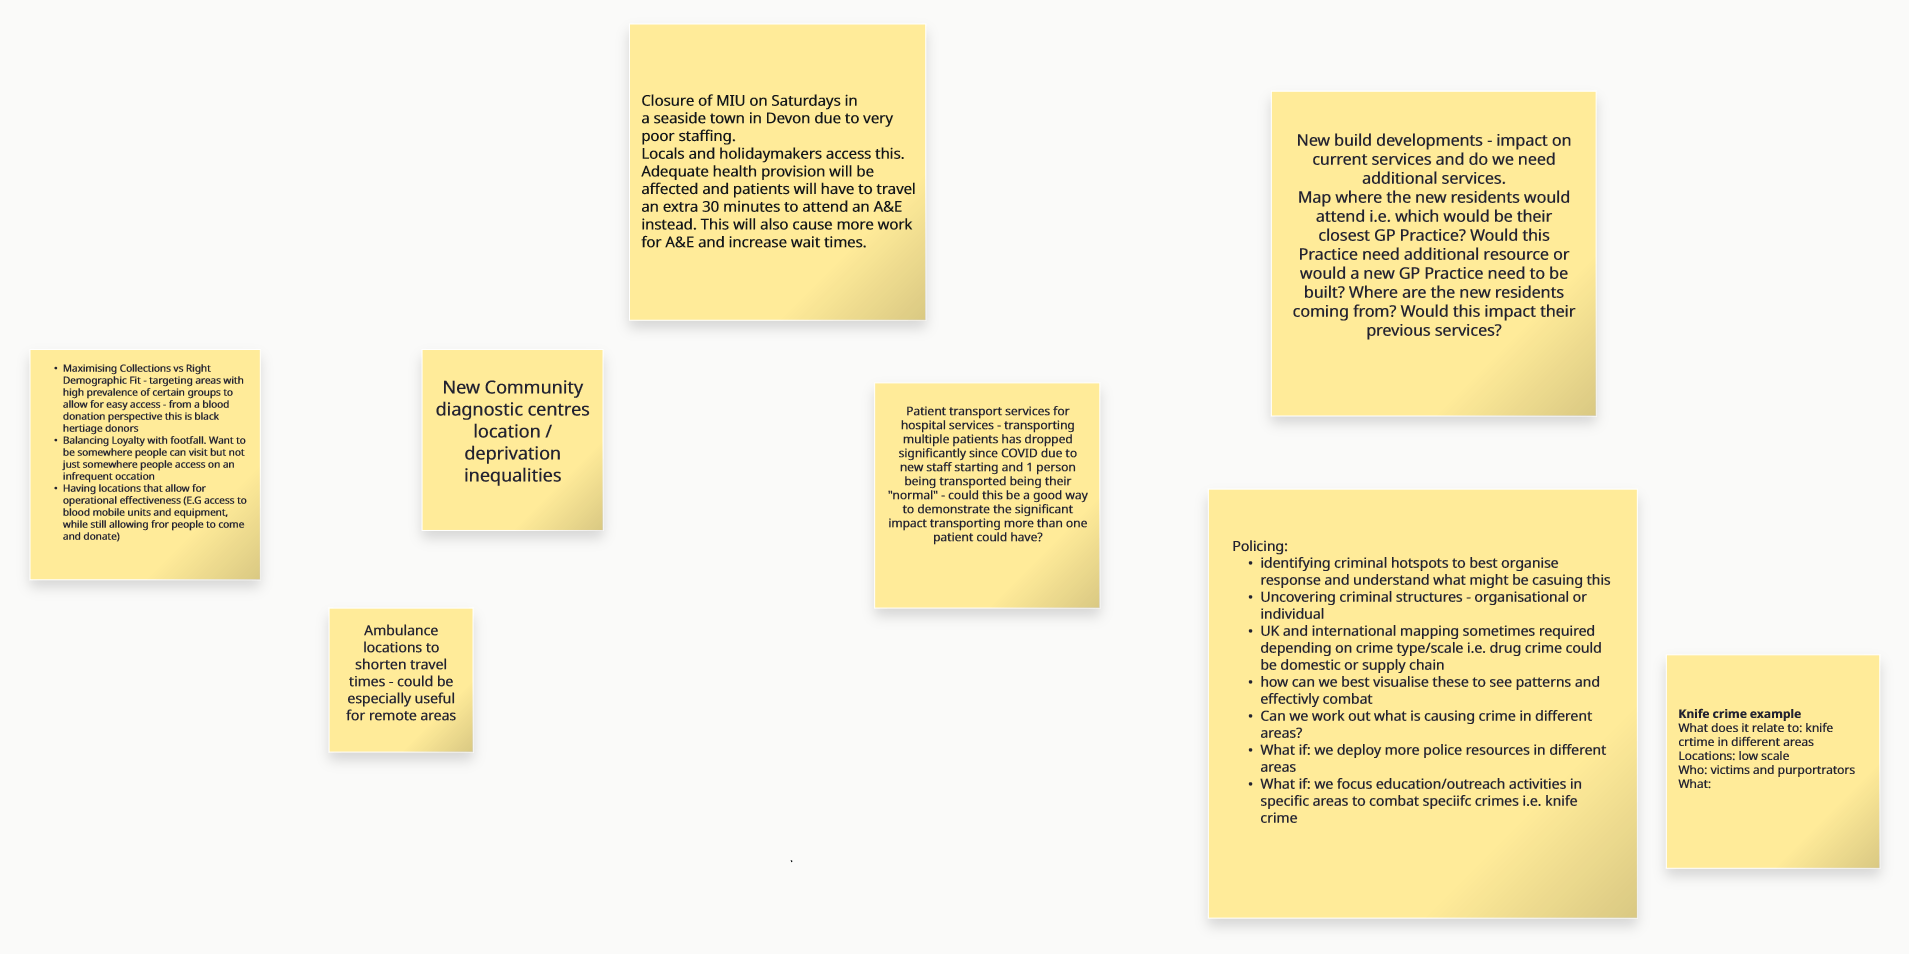 Closure of MIU on Saturdays in
a seaside town in Devon due to very
poor staffing.
Locals and holidaymakers access this.
Adequate health provision will be
affected and patients will have to travel
an extra 30 minutes to attend an A&E
instead. This will also cause more work
for A&E and increase wait times.
New build developments - impact on
current services and do we need
additional services.
Map where the new residents would
attend i.e. which would be their
closest GP Practice? Would this
Practice need additional resource or
would a new GP Practice need to be
built? Where are the new residents
coming from? Would this impact their
previous services?
• Maximising Collections vs Right
Demographic Fit - targeting areas with
high prevalence of certain groups to
allow for easy access - from a blood
donation perspective this is black
hertiage donors
• Balancing Loyalty with footfall. Want to
be somewhere people can visit but not
just somewhere people access on an
infrequent occation
• Having locations that allow for
operational effectiveness (E.G access to
blood mobile units and equipment,
while still allowing fror people to come
and donate)
New Community
diagnostic centres
location /
deprivation
inequalities
Patient transport services for
hospital services - transporting
multiple patients has dropped
significantly since COVID due to
new staff starting and 1 person
being transported being their
"normal" - could this be a good way
to demonstrate the significant
impact transporting more than one
patient could have?
Ambulance
locations to
shorten travel
times - could be
especially useful
for remote areas
Policing:
• identifying criminal hotspots to best organise
response and understand what might be casuing this
• Uncovering criminal structures - organisational or
individual
• UK and international mapping sometimes required
depending on crime type/scale i.e. drug crime could
be domestic or supply chain
• how can we best visualise these to see patterns and
effectivly combat
• Can we work out what is causing crime in different
areas?
• What if: we deploy more police resources in different
areas
• What if: we focus education/outreach activities in
specific areas to combat speciifc crimes i.e. knife
crime
Knife crime example
What does it relate to: knife
crtime in different areas
Locations: low scale
Who: victims and purportrators
What:
.